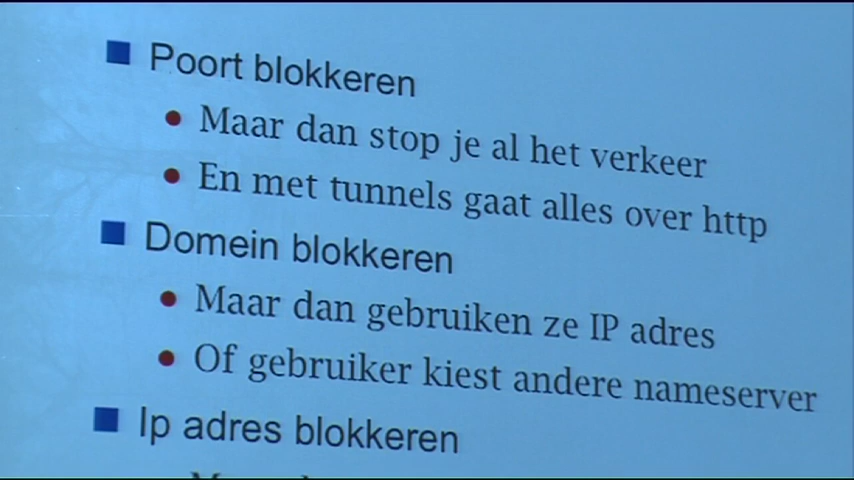 Poort blokkeren
Maar dan stop je al het verkeer
En met tunnels gaat alles over http
Domein blokkeren
Maar dan gebruiken ze IP adres
Of gebruiker kiest andere nameserver
Ip adres blokkeren